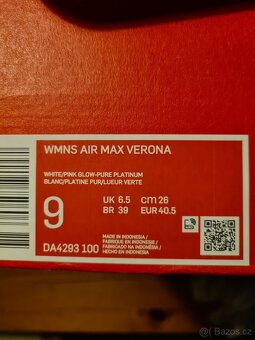 WMNS AIR MAX VERONA
WHITE/PINK GLOW-PURE PLATINUM
BLANC/PLATINE PUR/LUEUR VERTE
9
UK 6.5 cm 26
BR 39 EUR 40.5
DA4293 100
MADE IN INDONESIA /
FABRIQUE EN INDONESIE /
FABRICADO NA INDONESIA /
HECHO EN INDONESIA
Bazos.cz